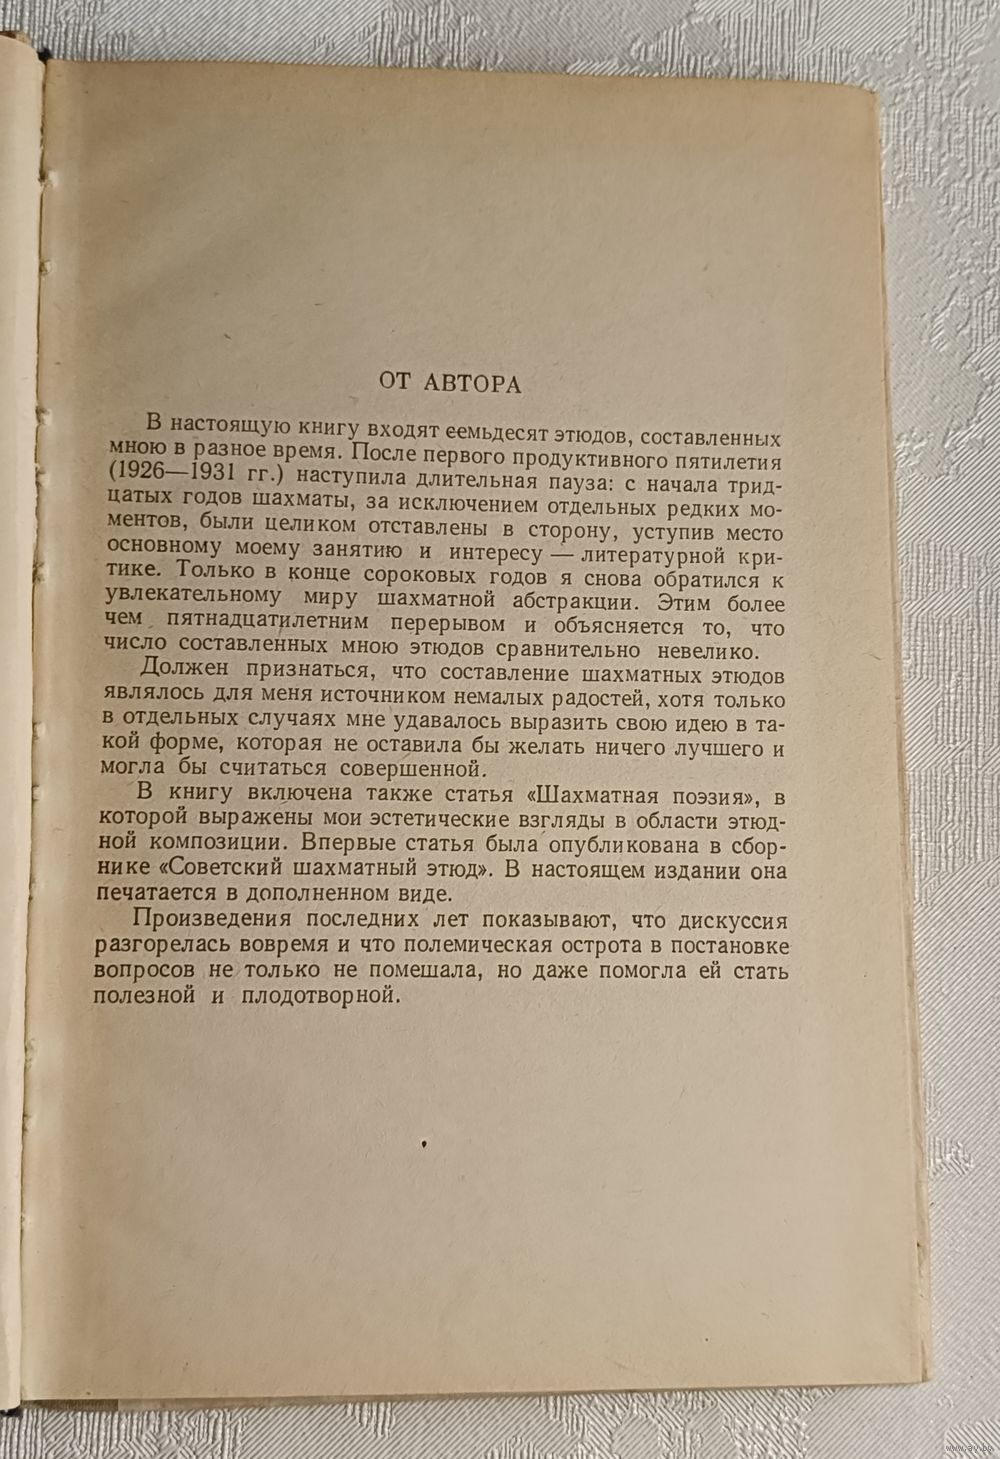 ОТ АВТОРА
В настоящую книгу входят еемьдесят этюдов, составленных
мною в разное время. После первого продуктивного пятилетия
(1926—1931 гг.) наступила длительная пауза: с начала трид-
цатых годов шахматы, за исключением отдельных редких мо-
ментов, были целиком отставлены в сторону, уступив место
основному моему занятию и интересу — литературной кри-
тике. Только в конце сороковых годов я снова обратился к
увлекательному миру шахматной абстракции. Этим более
чем пятнадцатилетним перерывом и объясняется то, что
число составленных мною этюдов сравнительно невелико.
Должен признаться, что составление шахматных этюдов
являлось для меня источником немалых радостей, хотя только
в отдельных случаях мне удавалось выразить свою идею в та-
кой форме, которая не оставила бы желать ничего лучшего и
могла бы считаться совершенной.
В книгу включена также статья «Шахматная поэзия», в
которой выражены мои эстетические взгляды в области этюд-
ной композиции. Впервые статья была опубликована в сбор-
нике «Советский шахматный этюд». В настоящем издании она
печатается в дополненном виде.
Произведения последних лет показывают, что дискуссия
разгорелась вовремя и что полемическая острота в постановке
вопросов не только не помешала, но даже помогла ей стать
полезной и плодотворной.
www.ay.by